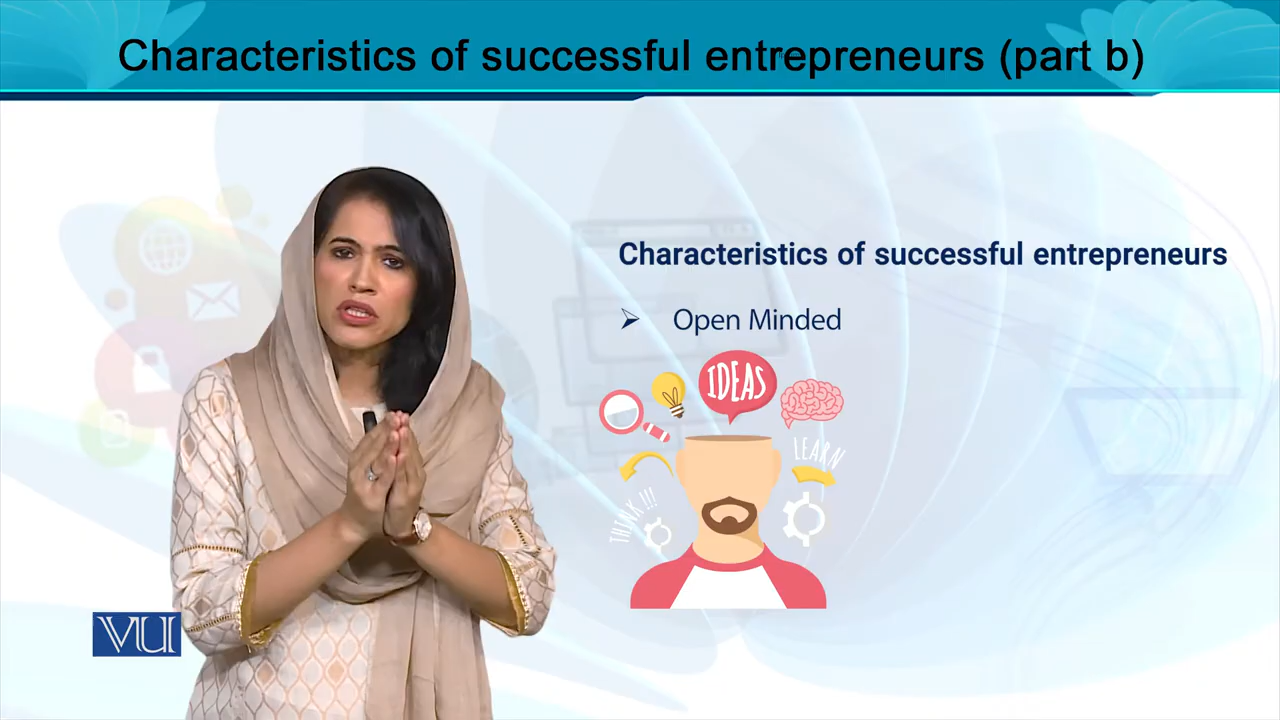 Characteristics of successful entrepreneurs (part b)
Characteristics of successful entrepreneurs
Open Minded
IDEAS
LEARN
THINK!!!
VU